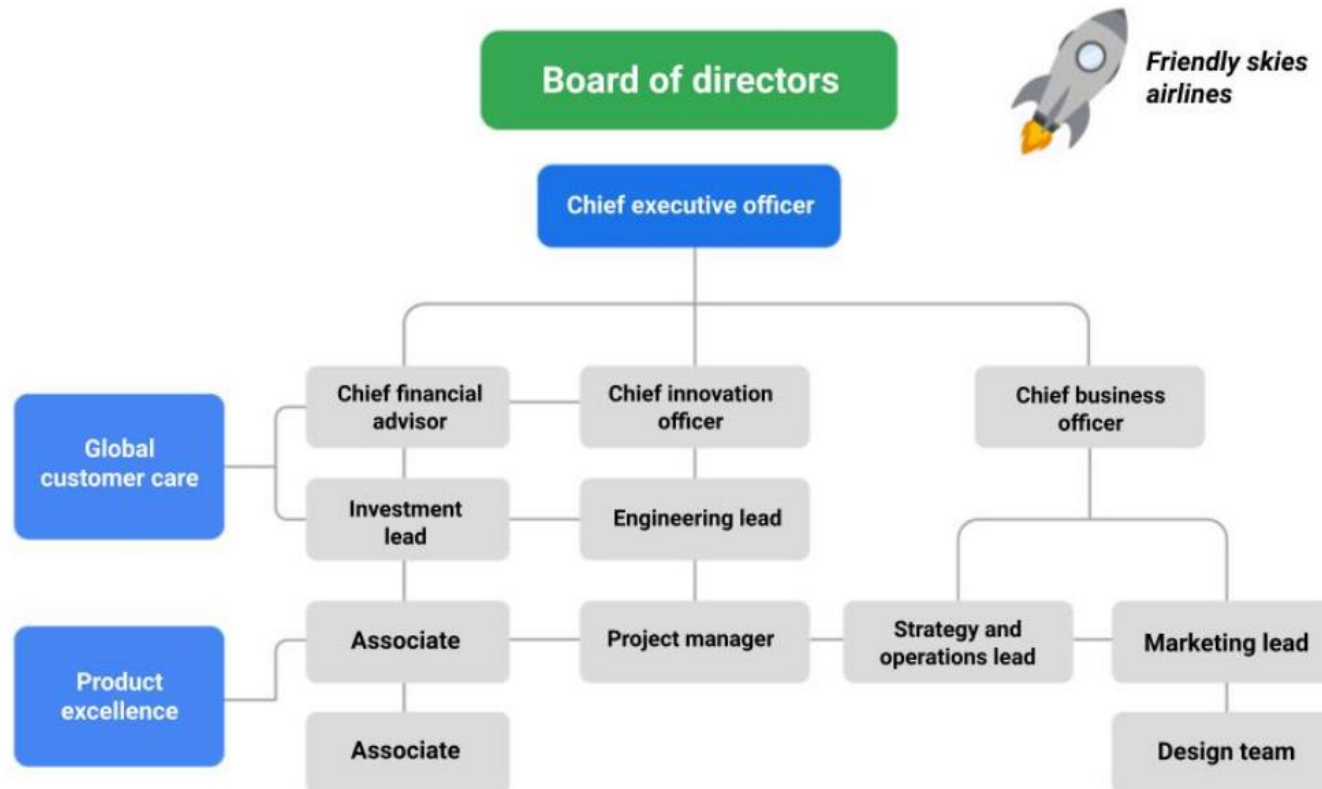 Board of directors
Friendly skies
airlines
Chief executive officer
Chief financial
advisor
Chief innovation
officer
Chief business
officer
Global
customer care
Investment
lead
Engineering lead
Associate
Project manager
Strategy and
operations lead
Marketing lead
Product
excellence
Associate
Design team